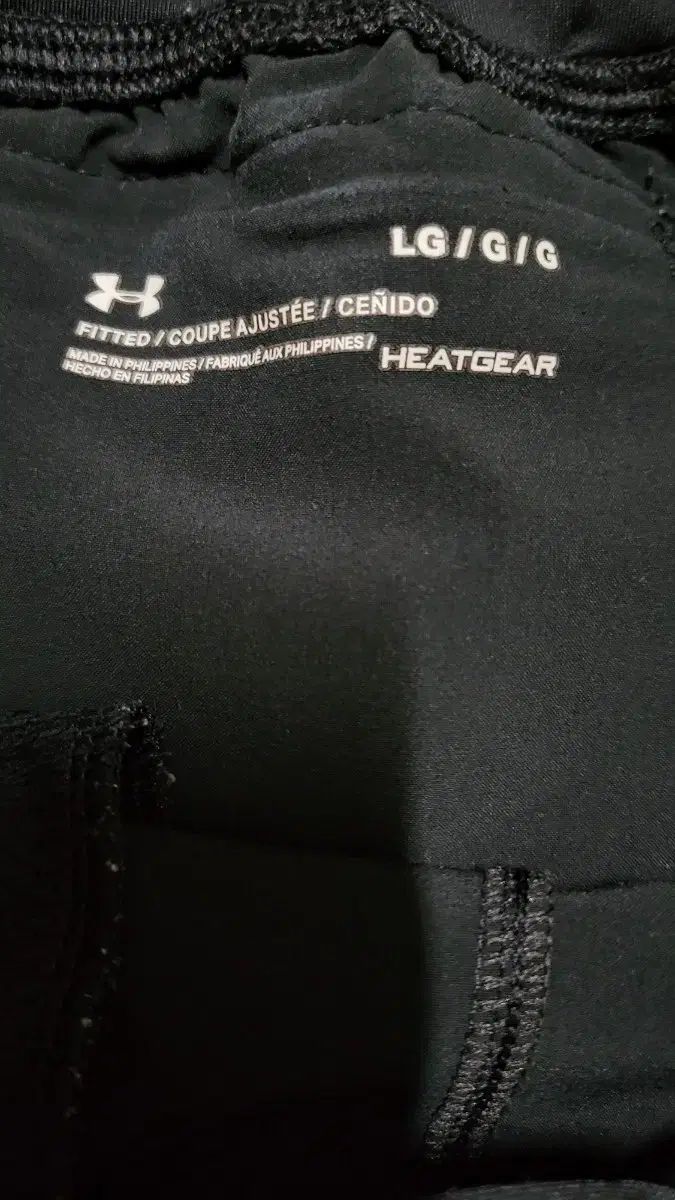 LG/G/G
FITTED / COUPE AJUSTÉE / CEÑIDO
MADE IN PHILIPPINES / FABRIQUÉ AUX PHILIPPINES /
HECHO EN FILIPINAS
HEATGEAR